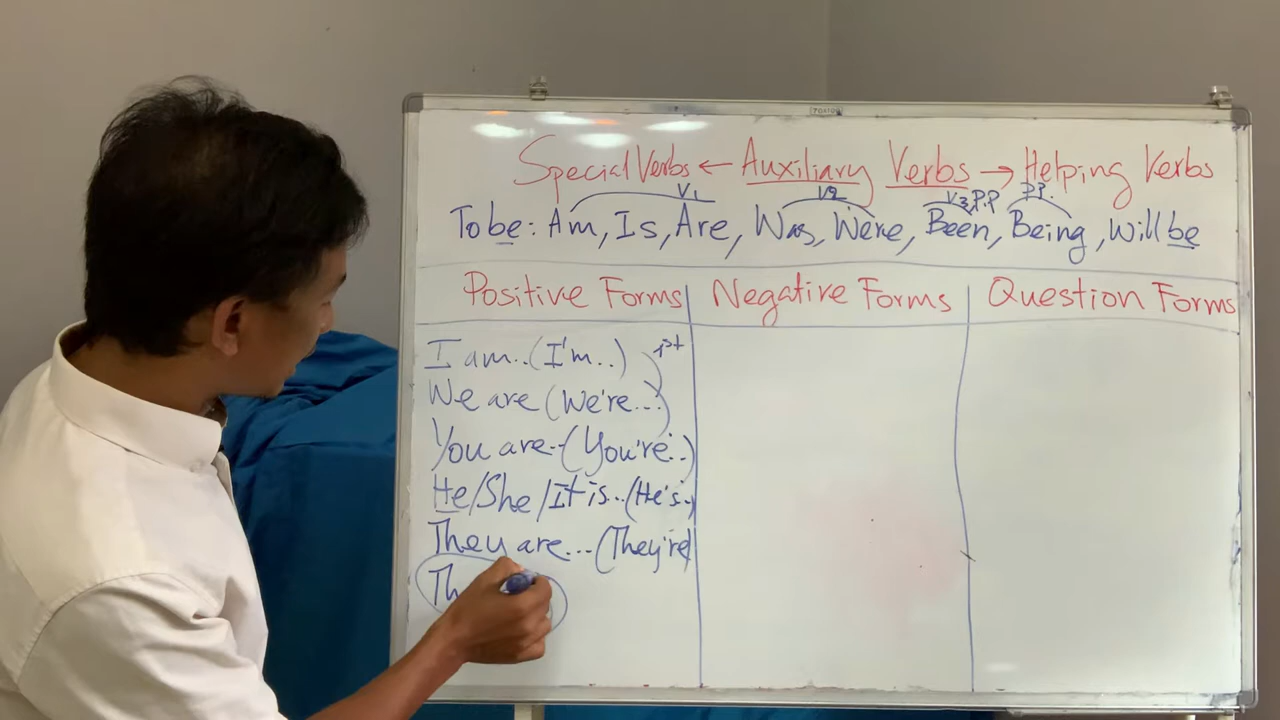 Special Verbs ← Auxiliary Verbs → Helping Verbs
V1 V2 V3 P.P P.P.
To be: Am, Is, Are, Was, Were, Been, Being, Will be
Positive Forms Negative Forms Question Forms
I am..(I'm..) 1st
We are (We're...)
You are..(You're..)
He/She/It is..(He's..)
They are...(They're)
Th